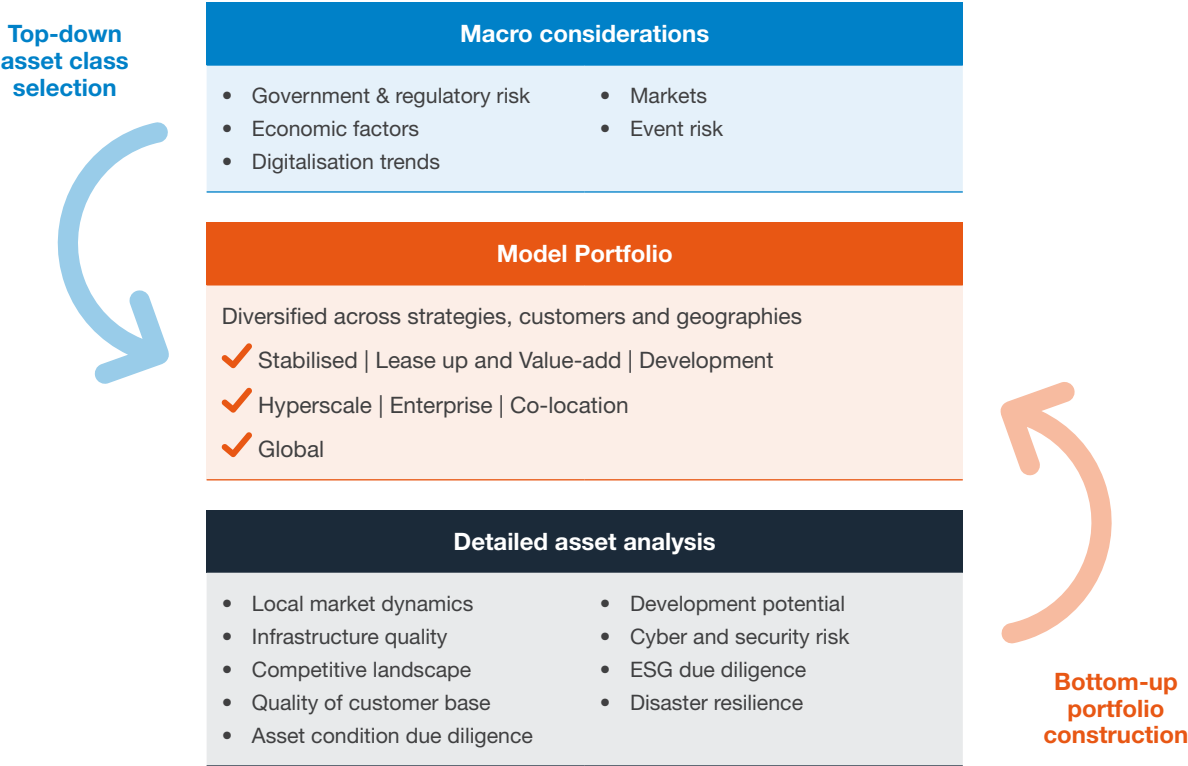 Top-down
asset class
selection
Macro considerations
• Government & regulatory risk
• Economic factors
• Digitalisation trends
• Markets
• Event risk
Model Portfolio
Diversified across strategies, customers and geographies
Stabilised | Lease up and Value-add | Development
Hyperscale | Enterprise | Co-location
Global
Detailed asset analysis
• Local market dynamics
• Infrastructure quality
• Competitive landscape
• Quality of customer base
• Asset condition due diligence
• Development potential
• Cyber and security risk
• ESG due diligence
• Disaster resilience
Bottom-up
portfolio
construction